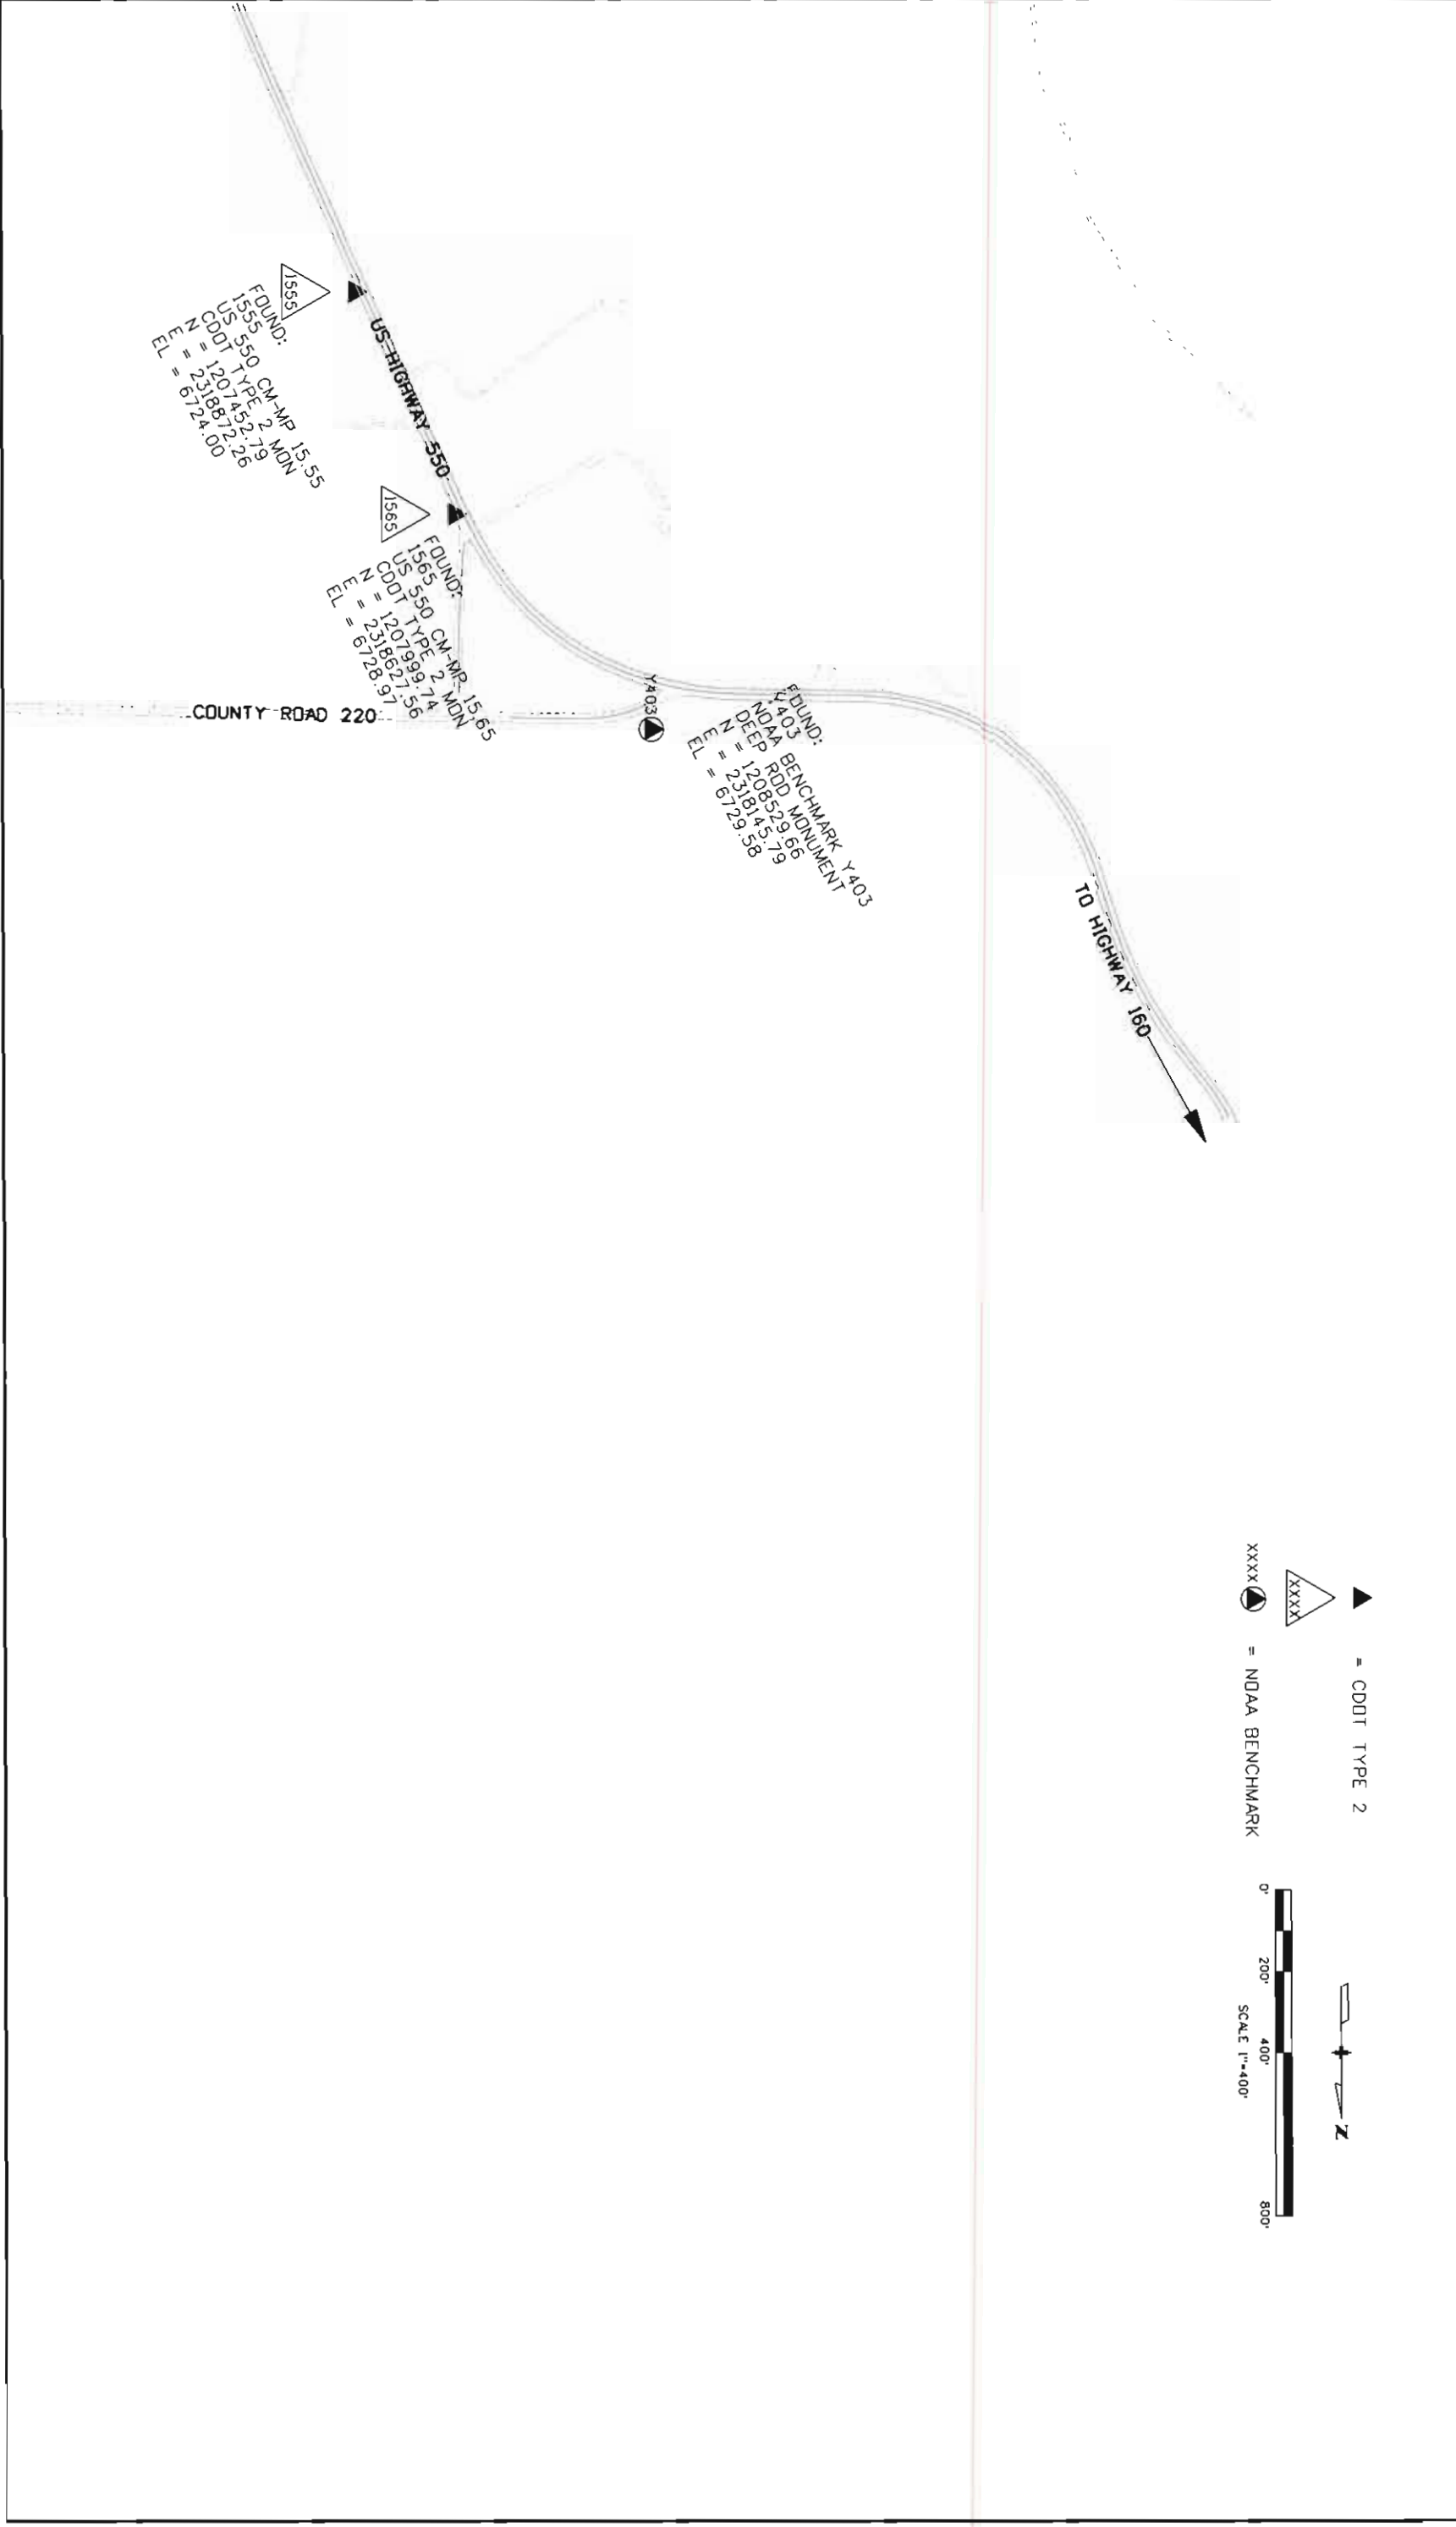 1555
FOUND:
1555
US 550 CM-MP 15.55
CDOT TYPE 2 MON
N = 1207452.79
E = 2318872.26
EL = 6724.00
US HIGHWAY 550
1565
FOUND:
1565
US 550 CM-MP 15.65
CDOT TYPE 2 MON
N = 1207999.74
E = 2318627.56
EL = 6728.97
COUNTY ROAD 220
Y403
FOUND:
Y403
NOAA BENCHMARK Y403
DEEP ROD MONUMENT
N = 1208529.66
E = 2318145.79
EL = 6729.58
TO HIGHWAY 160
= CDOT TYPE 2
XXXX
XXXX = NOAA BENCHMARK
N
0' 200' 400' 800'
SCALE 1"=400'